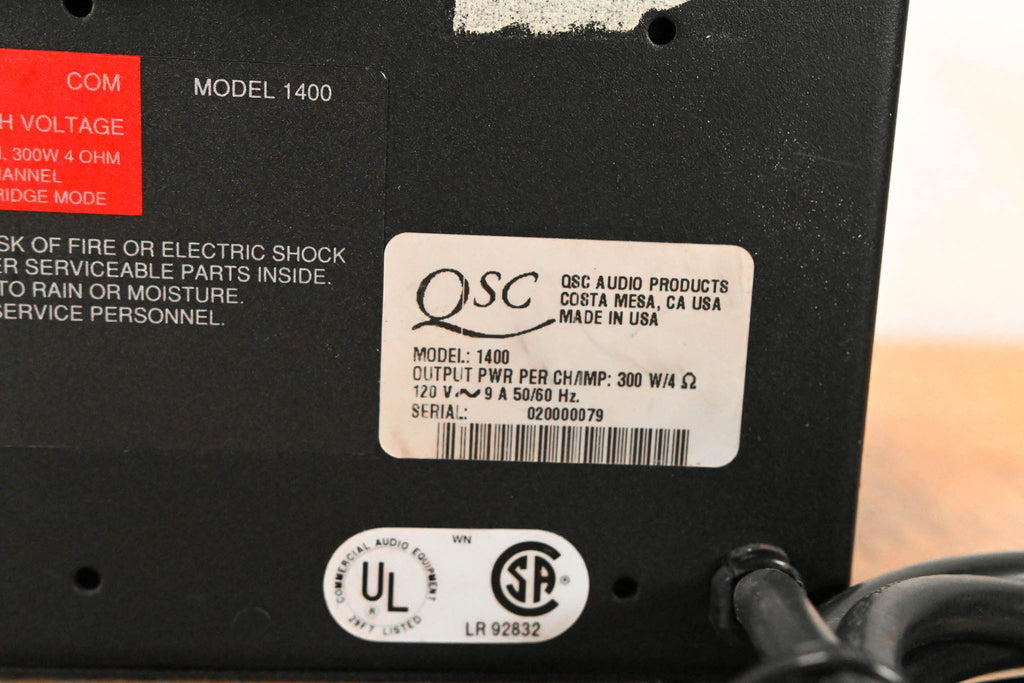 COM
MODEL 1400
H VOLTAGE
300W 4 OHM
RIDGE MODE
SK OF FIRE OR ELECTRIC SHOCK
ER SERVICEABLE PARTS INSIDE.
TO RAIN OR MOISTURE.
SERVICE PERSONNEL.
QSC
QSC AUDIO PRODUCTS
COSTA MESA, CA USA
MADE IN USA
MODEL: 1400
OUTPUT PWR PER CH/IMP: 300 W/4 Ω
120 V ~ 9 A 50/60 Hz.
SERIAL: 020000079
COMMERCIAL AUDIO EQUIPMENT
UL
®
29F7 LISTED
WN
SA ®
LR 92832